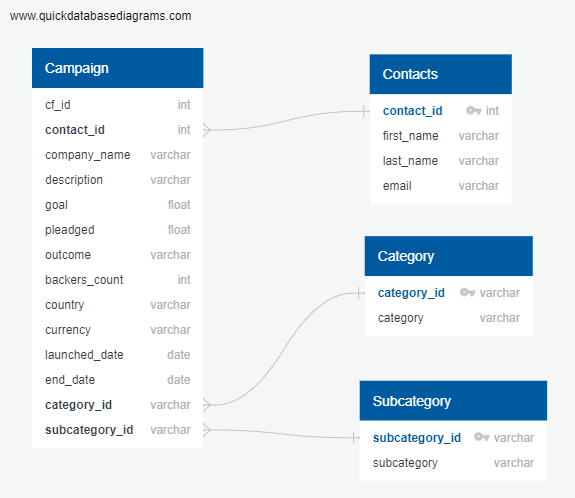 www.quickdatabasediagrams.com
Campaign
cf_id int
contact_id int
company_name varchar
description varchar
goal float
pleadged float
outcome varchar
backers_count int
country varchar
currency varchar
launched_date date
end_date date
category_id varchar
subcategory_id varchar
Contacts
contact_id int
first_name varchar
last_name varchar
email varchar
Category
category_id varchar
category varchar
Subcategory
subcategory_id varchar
subcategory varchar